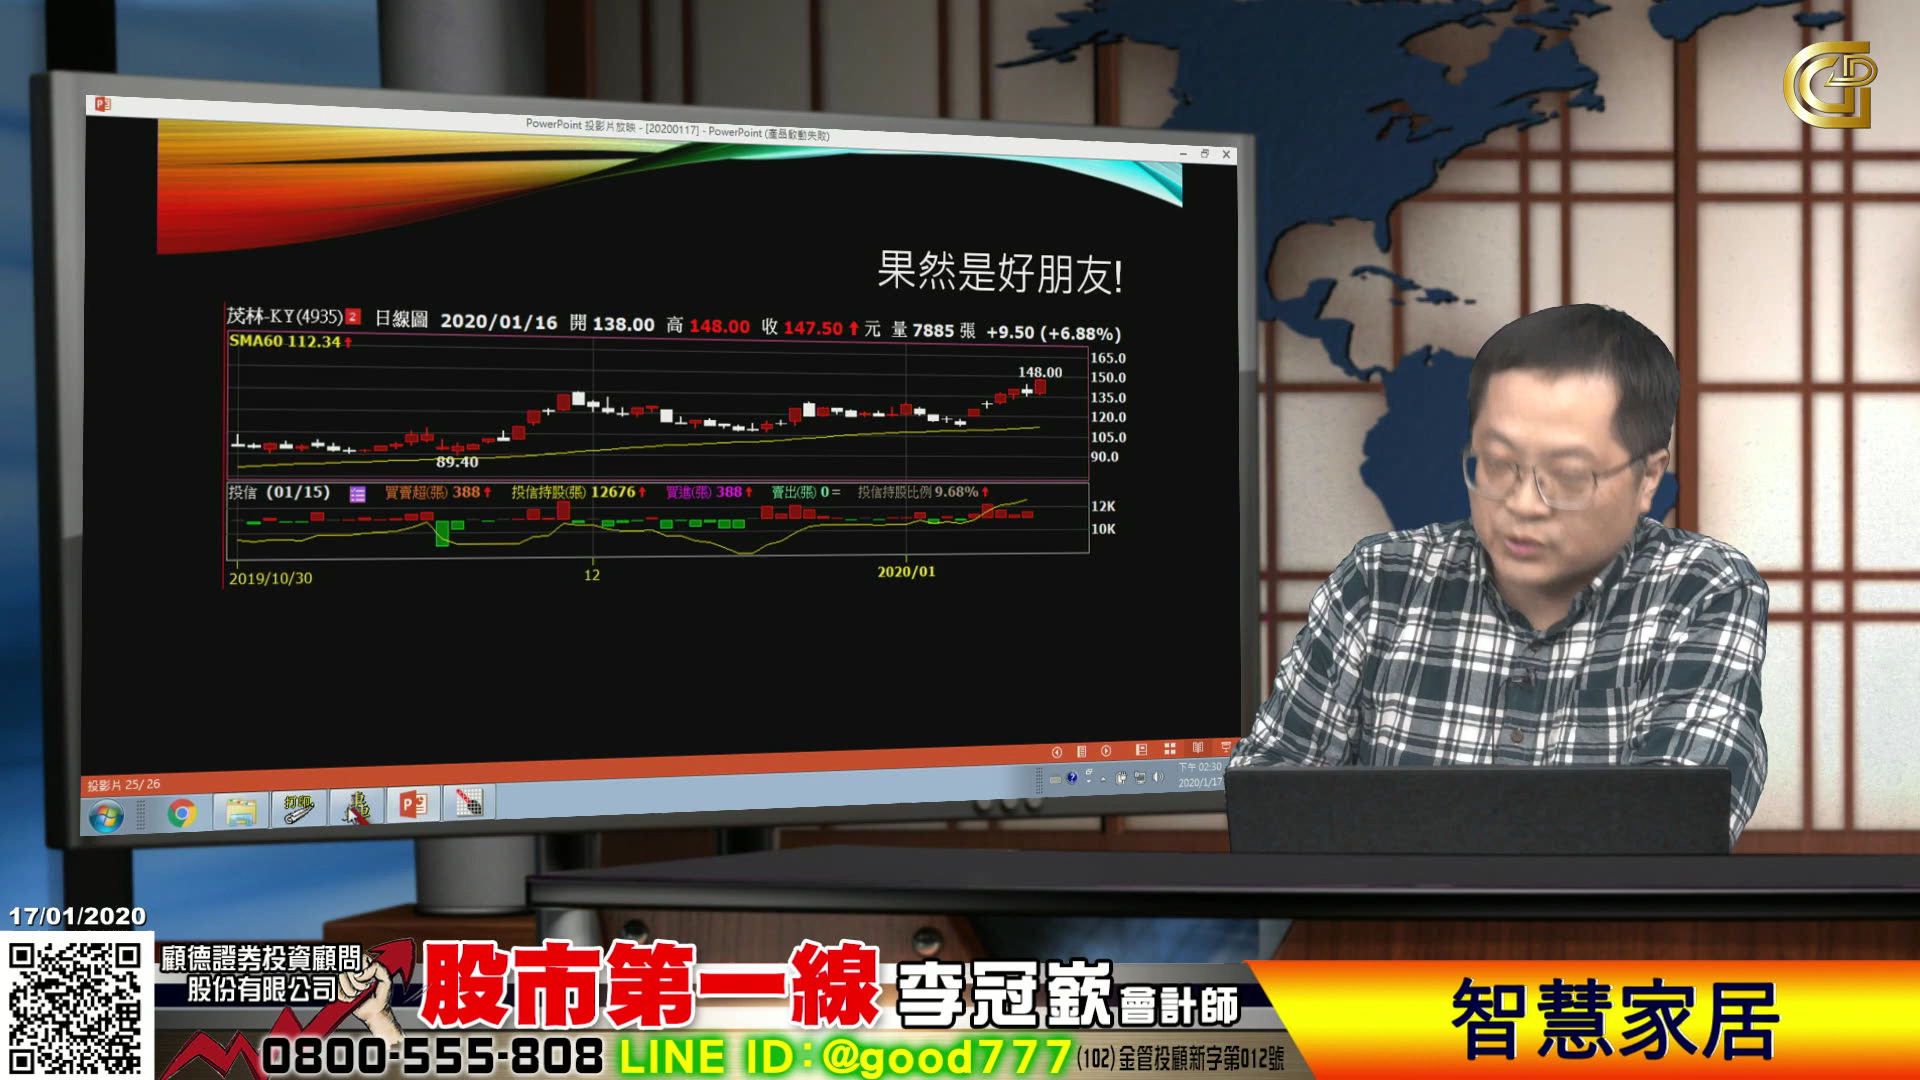 PowerPoint 投影片放映 - [20200117] - PowerPoint (產品啟動失敗)
果然是好朋友!
茂林-KY(4935) 2 日線圖 2020/01/16 開 138.00 高 148.00 收 147.50↑元 量 7885 張 +9.50 (+6.88%)
SMA60 112.34↑
165.0
150.0
135.0
120.0
105.0
90.0
148.00
89.40
投信 (01/15) 買賣超(張) 388↑ 投信持股(張) 12676↑ 買進(張) 388↑ 賣出(張) 0= 投信持股比例 9.68%↑
12K
10K
2019/10/30
12
2020/01
投影片 25/26
下午 02:30
2020/1/17
打印
17/01/2020
顧德證券投資顧問
股份有限公司
股市第一線 李冠嶔 會計師
0800-555-808 LINE ID:@good777 (102)金管投顧新字第012號
智慧家居